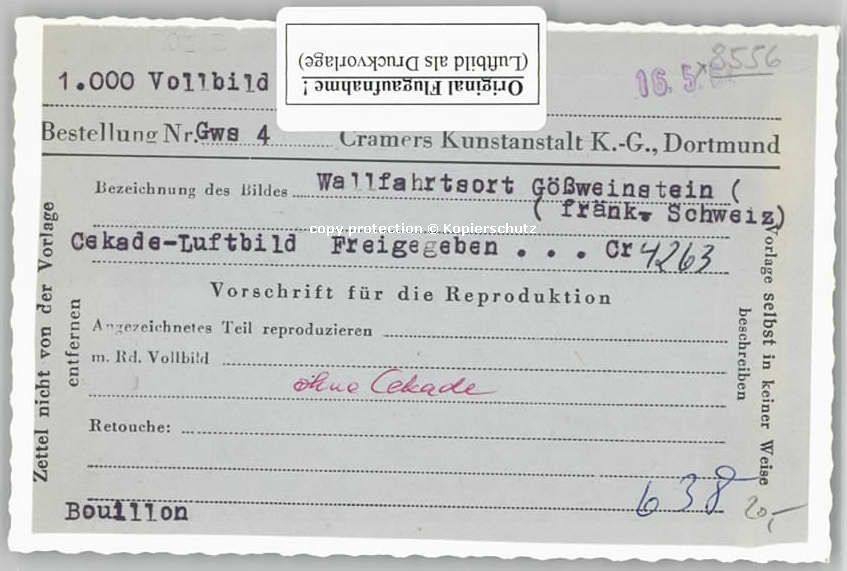 Original Flugaufnahme!
(Luftbild als Druckvorlage)
8556
1.000 Vollbild
16. 5.
Bestellung Nr. Gws 4 Cramers Kunstanstalt K.-G., Dortmund
Bezeichnung des Bildes Wallfahrtsort Gößweinstein (
( fränk. Schweiz)
copy protection © Kopierschutz
Cekade-Luftbild Freigegeben . . . Cr 4263
Vorschrift für die Reproduktion
Angezeichnetes Teil reproduzieren
m. Rd. Vollbild
ohne Cekade
Retouche:
638
20,-
Bouillon
Zettel nicht von der Vorlage
entfernen
Vorlage selbst in keiner Weise
beschreiben